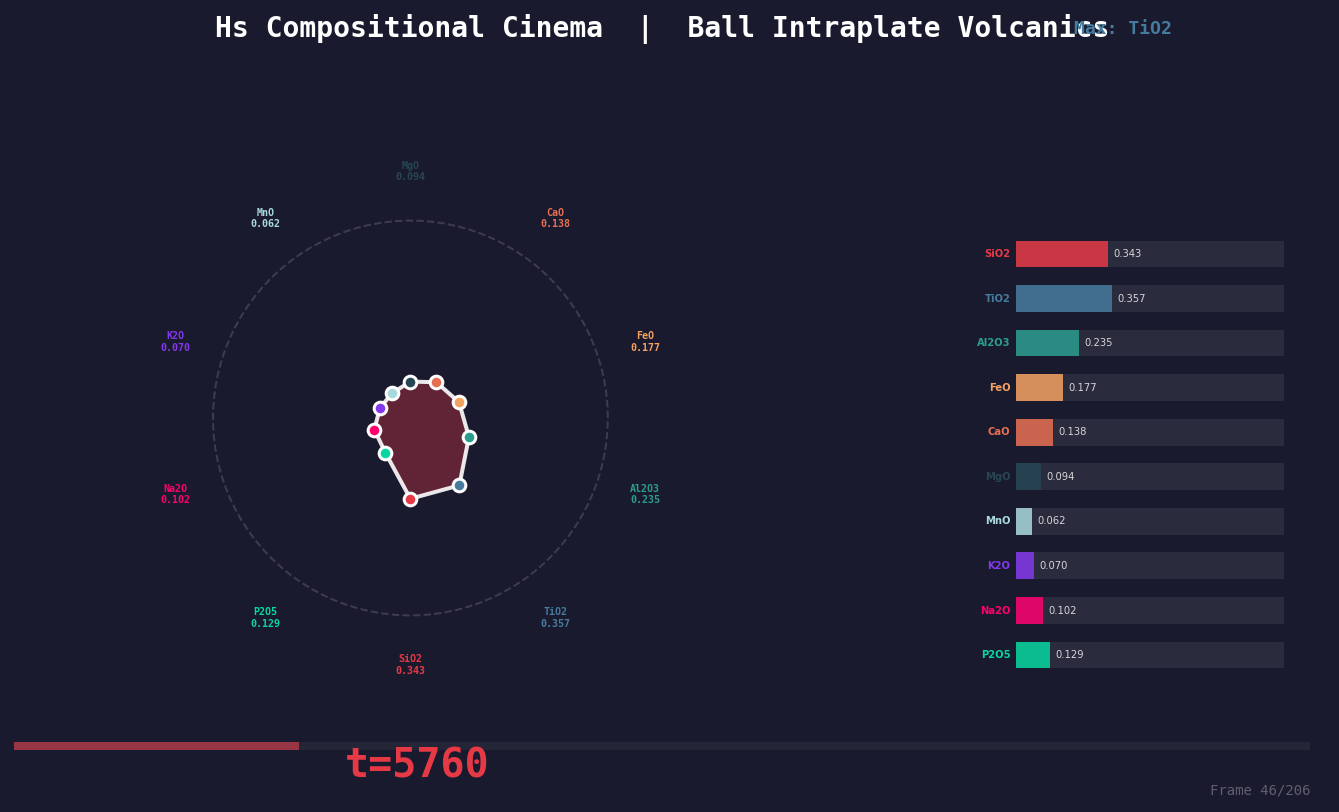 Hs Compositional Cinema | Ball Intraplate Volcanics
Max: TiO2
MgO
0.094
MnO
0.062
CaO
0.138
K2O
0.070
FeO
0.177
Na2O
0.102
Al2O3
0.235
P2O5
0.129
TiO2
0.357
SiO2
0.343
SiO2 0.343
TiO2 0.357
Al2O3 0.235
FeO 0.177
CaO 0.138
MgO 0.094
MnO 0.062
K2O 0.070
Na2O 0.102
P2O5 0.129
t=5760
Frame 46/206